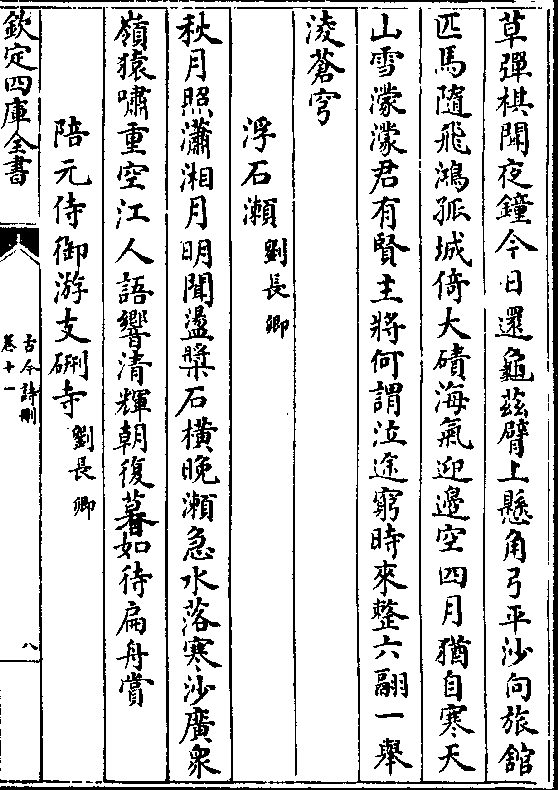 草彈棋聞夜鐘今日還龜兹臂上懸角弓平沙向旅舘
匹馬隨飛鴻孤城倚大磧海氣迎邊空四月猶自寒天
山雪濛濛君有賢主將何謂泣途窮時來整六翮一舉
淩蒼穹
浮石瀨劉長卿
秋月照瀟湘月明聞盪槳石橫晚瀨急水落寒沙廣衆
嶺猿嘯重空江人語響清輝朝復暮如待扁舟賞
陪元侍御游支硎寺劉長卿
欽定四庫全書
古今詩刪
卷十一
八